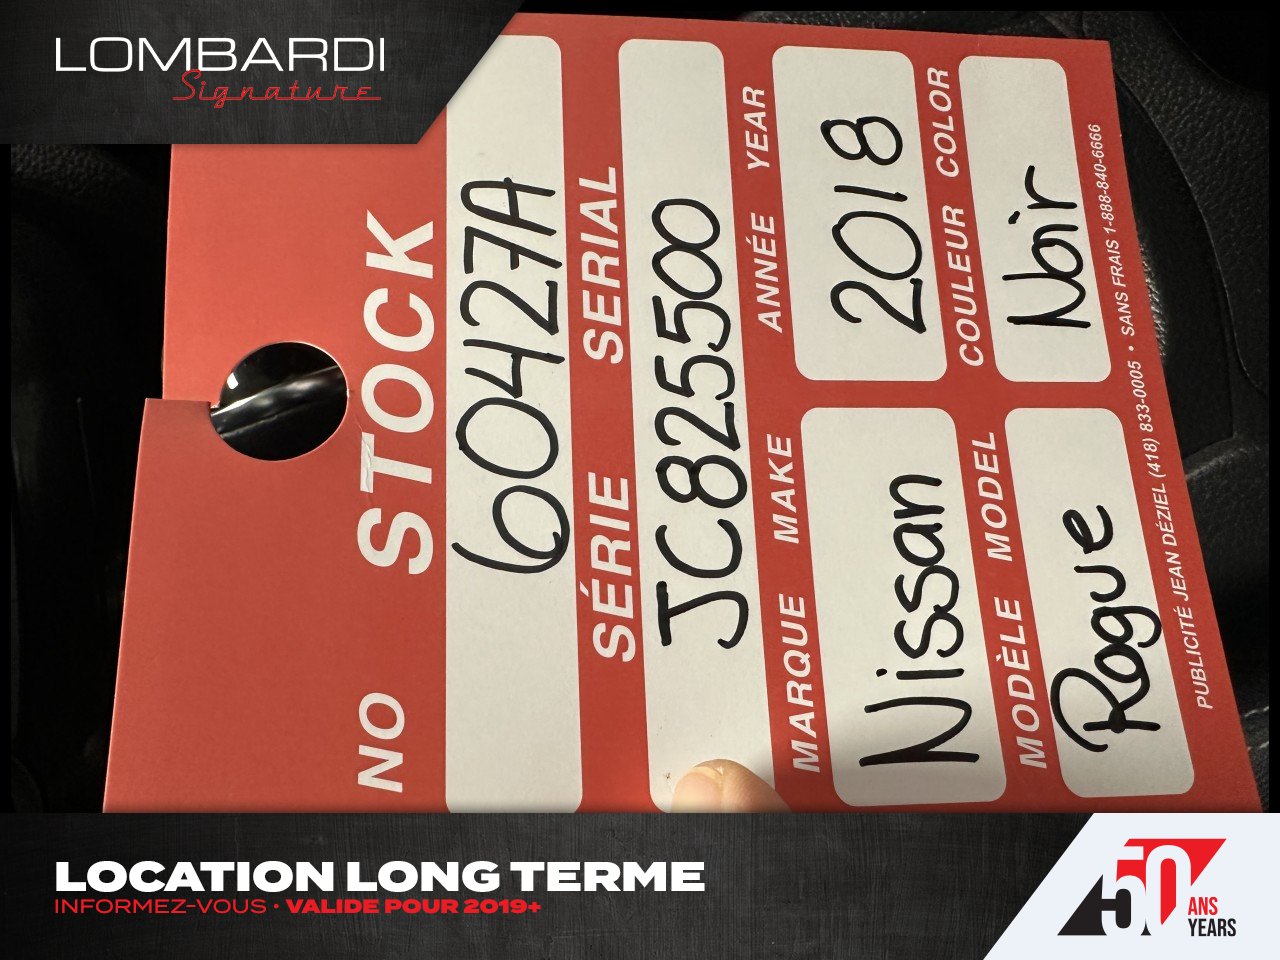 LOMBARDI
Signature
NO STOCK
60427A
SÉRIE SERIAL
JC825500
MARQUE MAKE
Nissan
ANNÉE YEAR
2018
MODÈLE MODEL
Rogue
COULEUR COLOR
Noir
PUBLICITÉ JEAN DÉZIEL (418) 833-0005 • SANS FRAIS 1-888-840-6666
LOCATION LONG TERME
INFORMEZ-VOUS • VALIDE POUR 2019+
50 ANS
YEARS